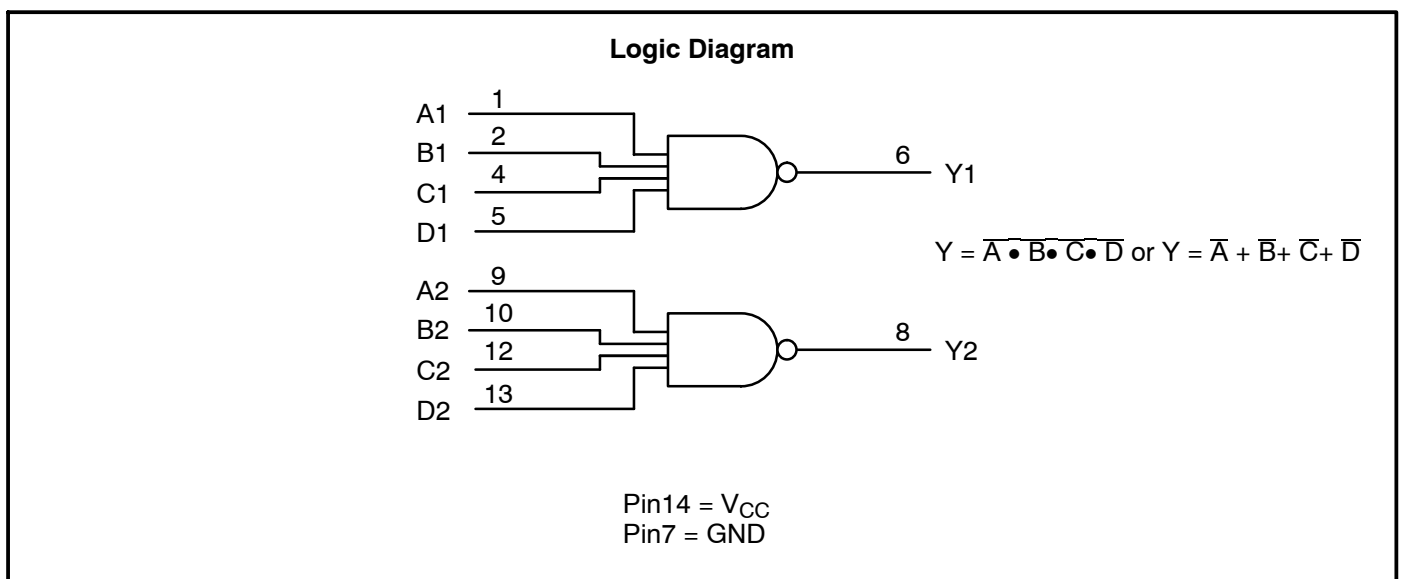 Logic Diagram
A1 1
B1 2
C1 4
D1 5
6 Y1
Y = A̅ ̅•̅ ̅B̅•̅ ̅C̅•̅ ̅D̅ or Y = A̅ + B̅+ C̅+ D̅
A2 9
B2 10
C2 12
D2 13
8 Y2
Pin14 = VCC
Pin7 = GND